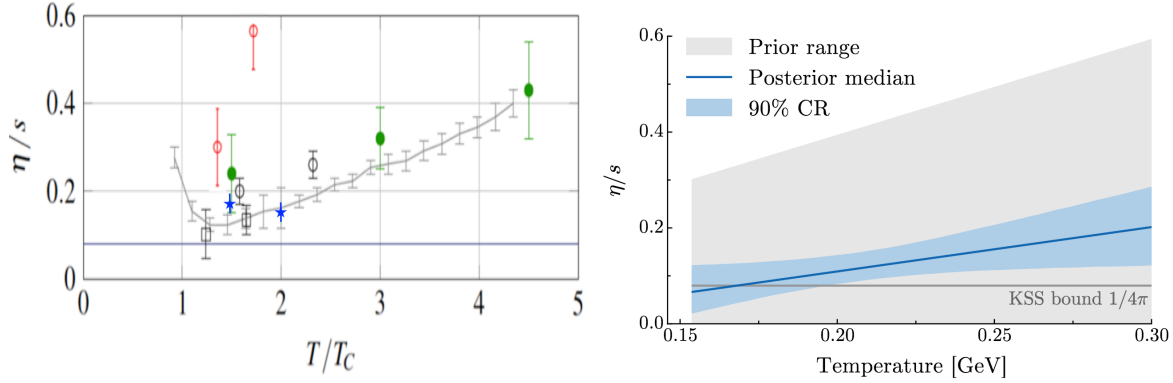 0.6
0.4
0.2
0
0 1 2 3 4 5
η/s
T/T_C
0.6
0.4
0.2
0.0
0.15 0.20 0.25 0.30
η/s
Temperature [GeV]
Prior range
Posterior median
90% CR
KSS bound 1/4π